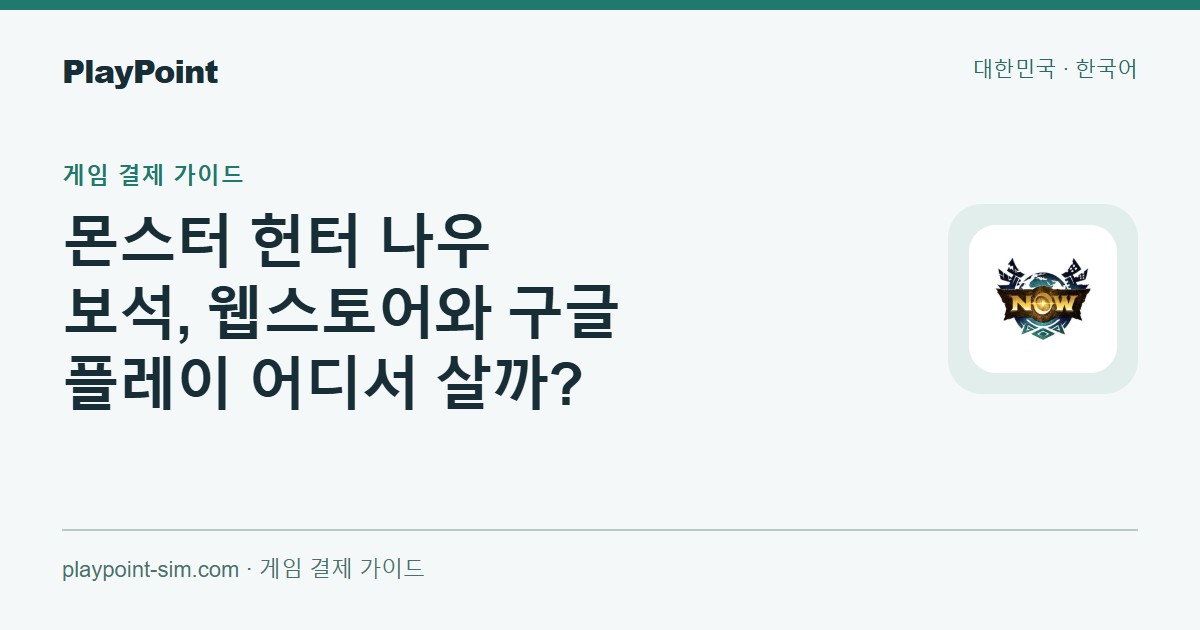 PlayPoint
대한민국 · 한국어
게임 결제 가이드
몬스터 헌터 나우
보석, 웹스토어와 구글
플레이 어디서 살까?
NOW
playpoint-sim.com · 게임 결제 가이드